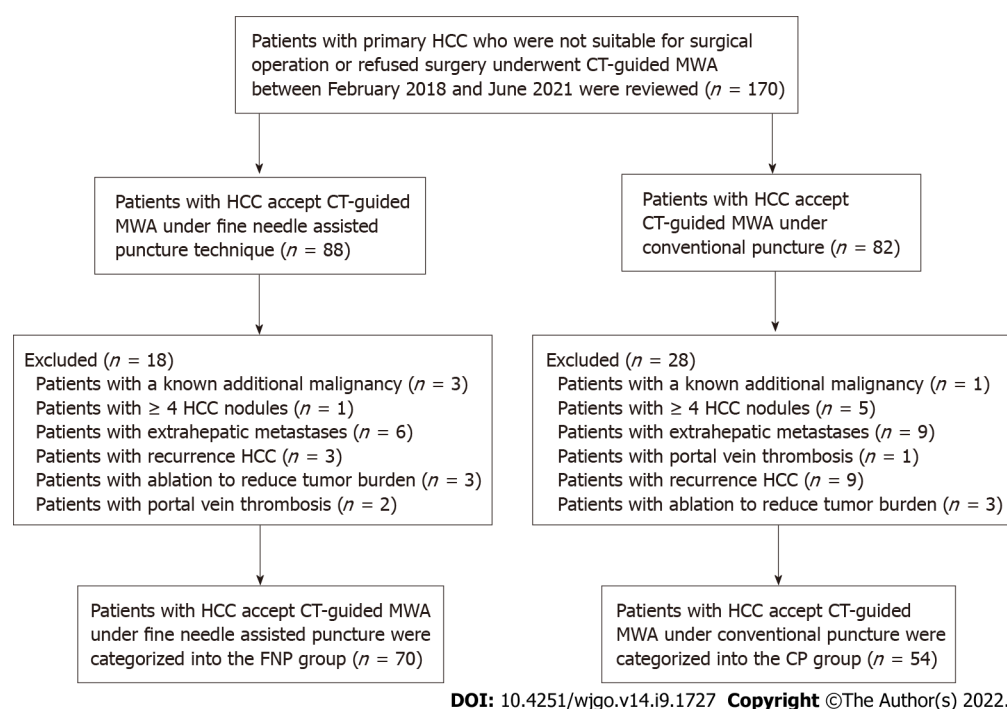 Patients with primary HCC who were not suitable for surgical
operation or refused surgery underwent CT-guided MWA
between February 2018 and June 2021 were reviewed (n = 170)
Patients with HCC accept CT-guided
MWA under fine needle assisted
puncture technique (n = 88)
Patients with HCC accept
CT-guided MWA under
conventional puncture (n = 82)
Excluded (n = 18)
Patients with a known additional malignancy (n = 3)
Patients with ≥ 4 HCC nodules (n = 1)
Patients with extrahepatic metastases (n = 6)
Patients with recurrence HCC (n = 3)
Patients with ablation to reduce tumor burden (n = 3)
Patients with portal vein thrombosis (n = 2)
Excluded (n = 28)
Patients with a known additional malignancy (n = 1)
Patients with ≥ 4 HCC nodules (n = 5)
Patients with extrahepatic metastases (n = 9)
Patients with portal vein thrombosis (n = 1)
Patients with recurrence HCC (n = 9)
Patients with ablation to reduce tumor burden (n = 3)
Patients with HCC accept CT-guided MWA
under fine needle assisted puncture were
categorized into the FNP group (n = 70)
Patients with HCC accept CT-guided
MWA under conventional puncture were
categorized into the CP group (n = 54)
DOI: 10.4251/wjgo.v14.i9.1727 Copyright ©The Author(s) 2022.